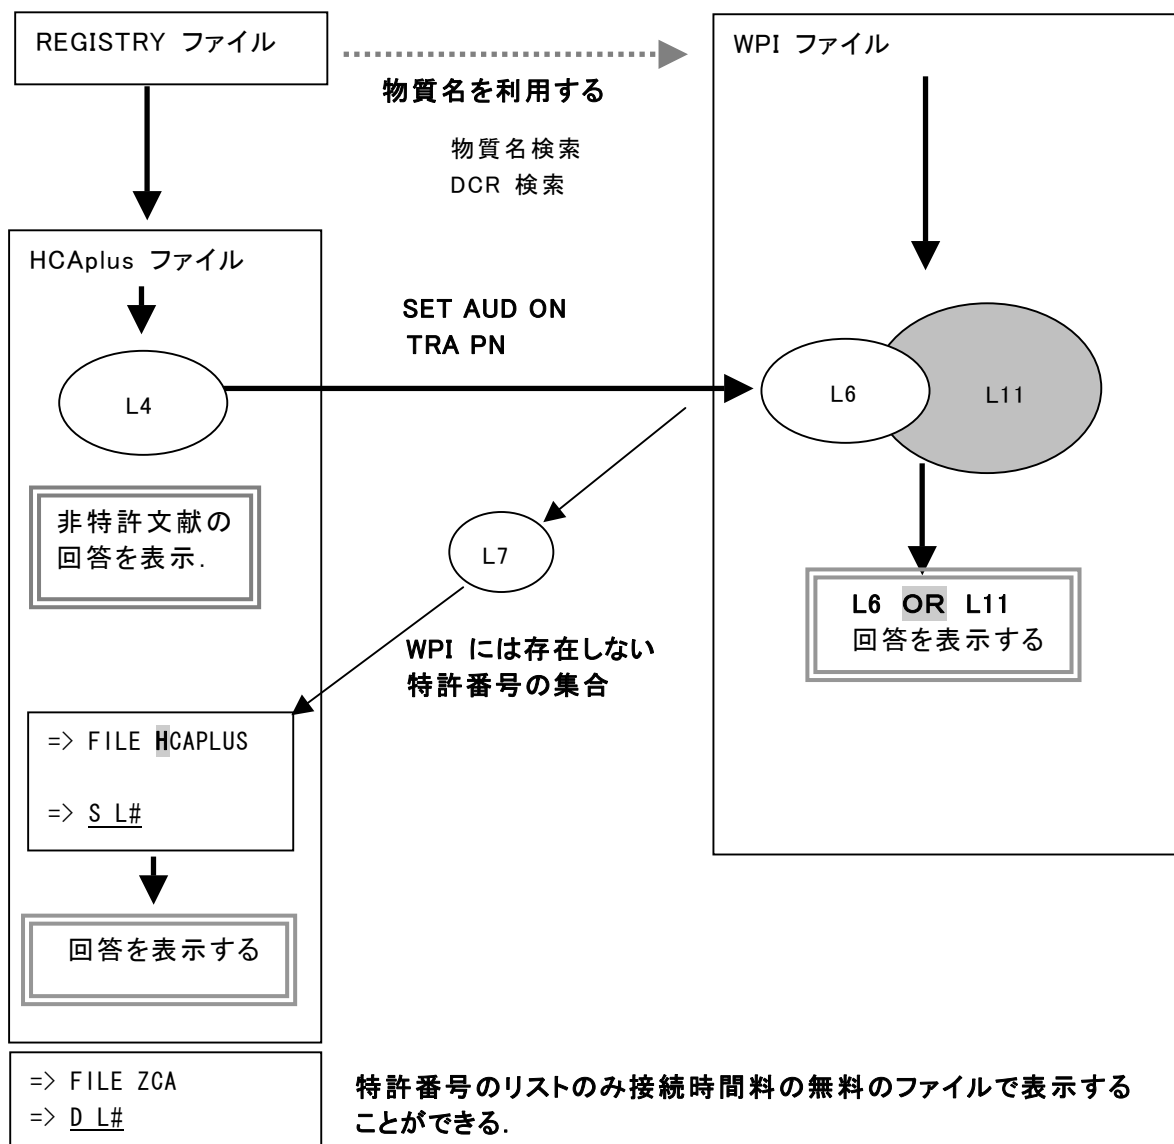 REGISTRY ファイル
物質名を利用する
物質名検索
DCR 検索
WPI ファイル
HCAplus ファイル
L4
SET AUD ON
TRA PN
L6
L11
非特許文献の
回答を表示.
L7
WPI には存在しない
特許番号の集合
L6 OR L11
回答を表示する
=> FILE HCAPLUS
=> S L#
回答を表示する
=> FILE ZCA
=> D L#
特許番号のリストのみ接続時間料の無料のファイルで表示する
ことができる.